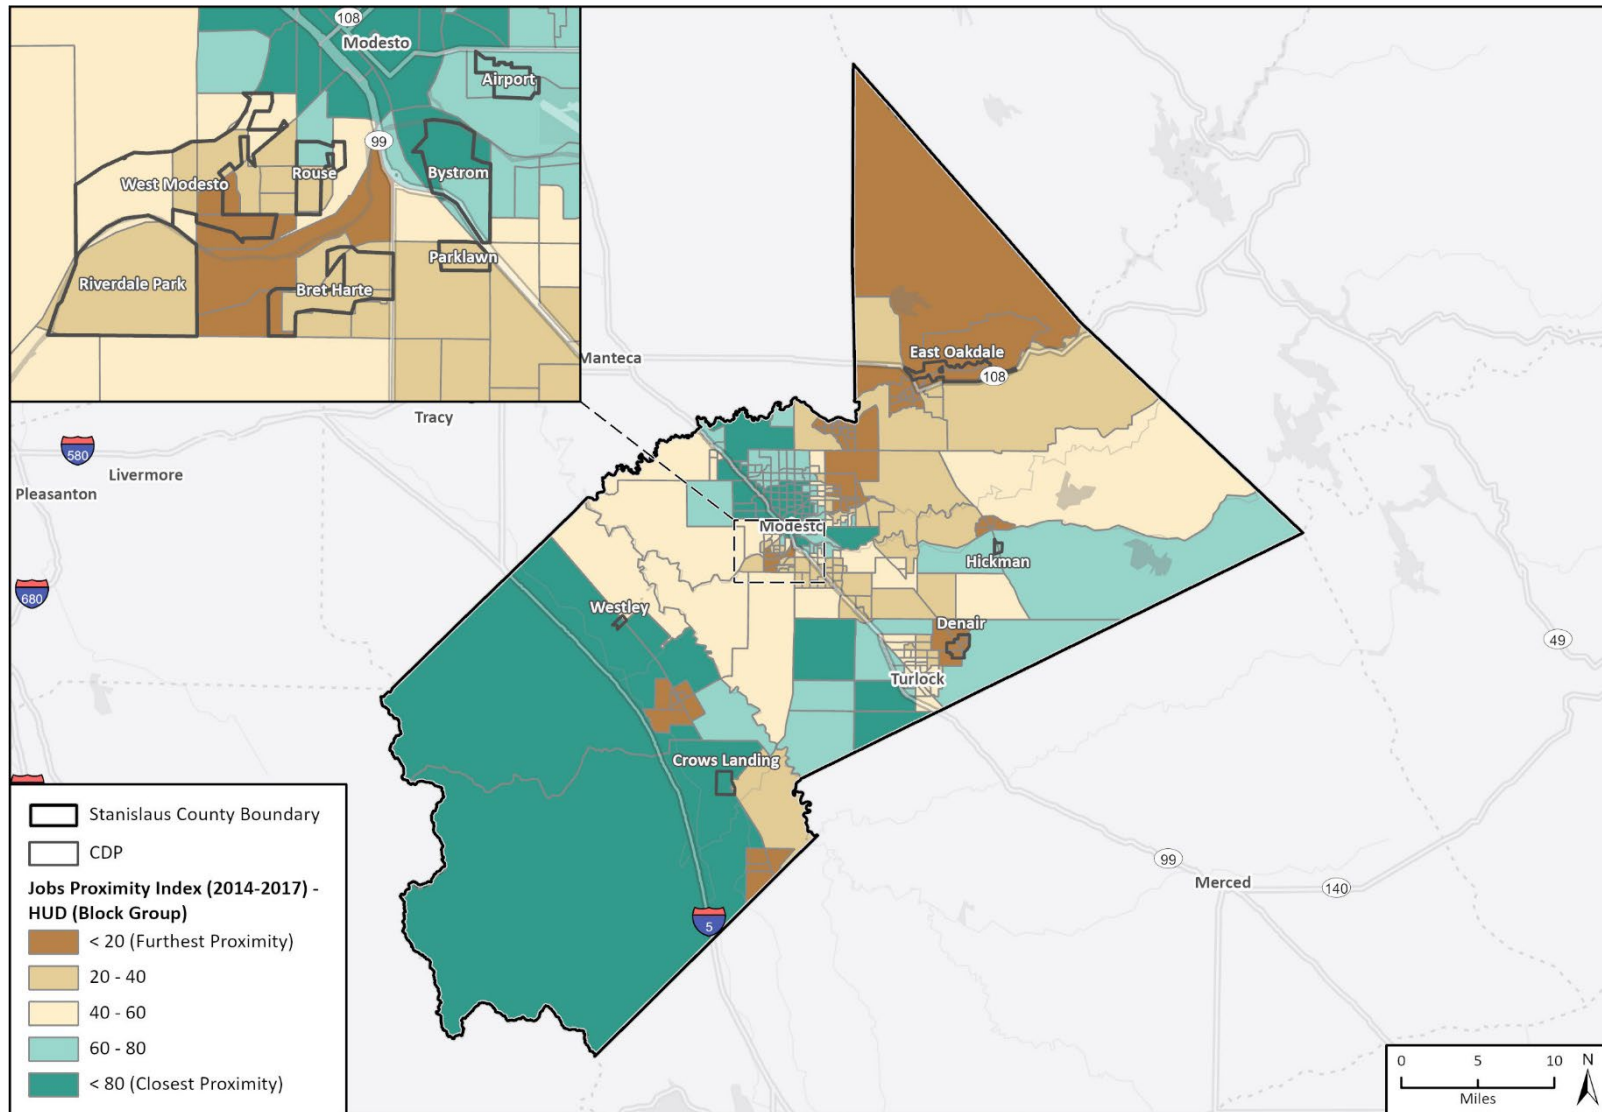 108
Modesto
Airport
99
Bystrom
Rouse
West Modesto
Parklawn
Riverdale Park
Bret Harte
Manteca
Tracy
580
Livermore
Pleasanton
680
East Oakdale
108
Modesto
Hickman
Westley
Denair
Turlock
49
Crows Landing
99
Merced
140
5
Stanislaus County Boundary
CDP
Jobs Proximity Index (2014-2017) -
HUD (Block Group)
< 20 (Furthest Proximity)
20 - 40
40 - 60
60 - 80
< 80 (Closest Proximity)
0 5 10
Miles
N